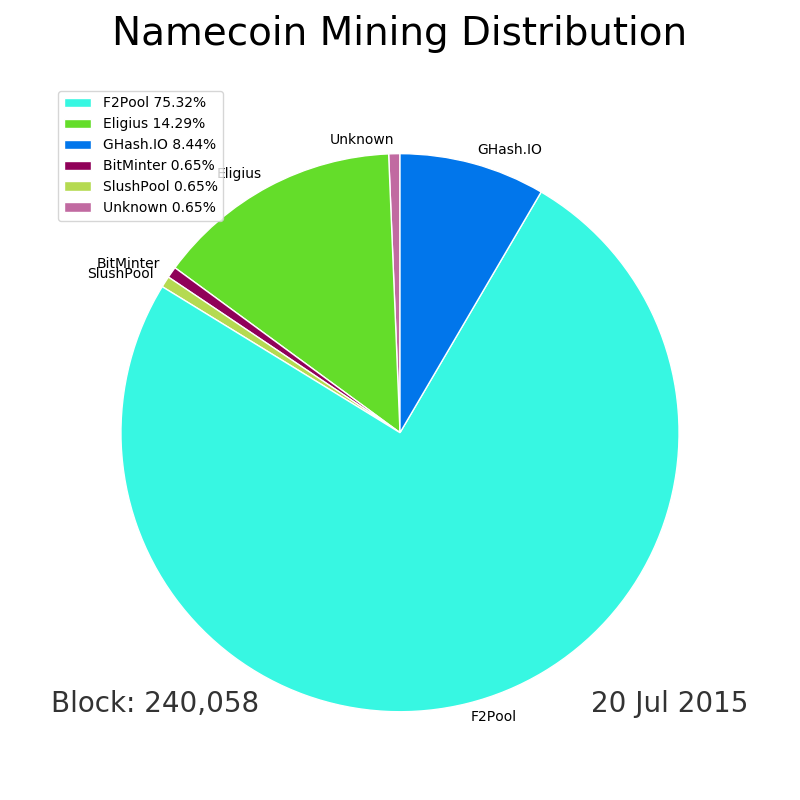 Namecoin Mining Distribution
F2Pool 75.32%
Eligius 14.29%
GHash.IO 8.44%
BitMinter 0.65%
SlushPool 0.65%
Unknown 0.65%
Unknown
GHash.IO
Eligius
BitMinter
SlushPool
F2Pool
Block: 240,058
20 Jul 2015